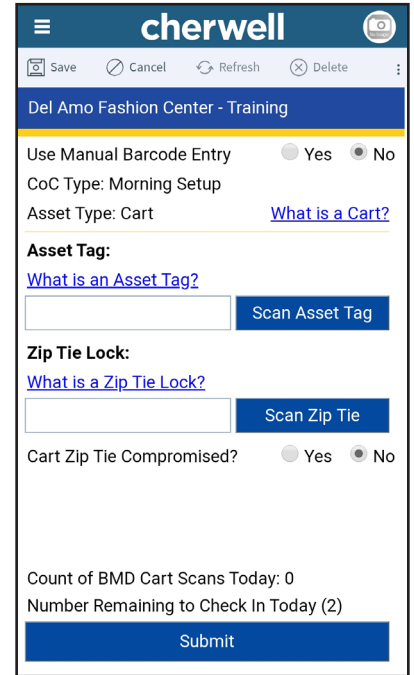 cherwell
Save Cancel Refresh Delete
Del Amo Fashion Center - Training
Use Manual Barcode Entry Yes No
CoC Type: Morning Setup
Asset Type: Cart What is a Cart?
Asset Tag:
What is an Asset Tag?
Scan Asset Tag
Zip Tie Lock:
What is a Zip Tie Lock?
Scan Zip Tie
Cart Zip Tie Compromised? Yes No
Count of BMD Cart Scans Today: 0
Number Remaining to Check In Today (2)
Submit